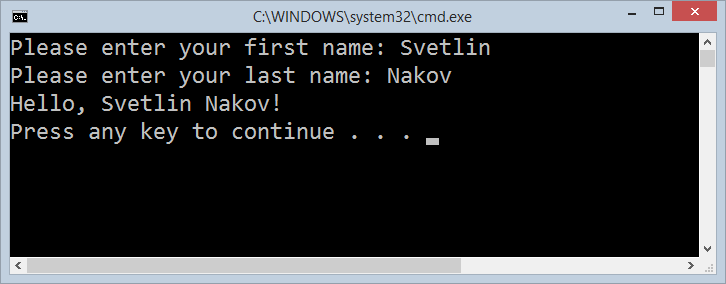 C:\WINDOWS\system32\cmd.exe
Please enter your first name: Svetlin
Please enter your last name: Nakov
Hello, Svetlin Nakov!
Press any key to continue . . .